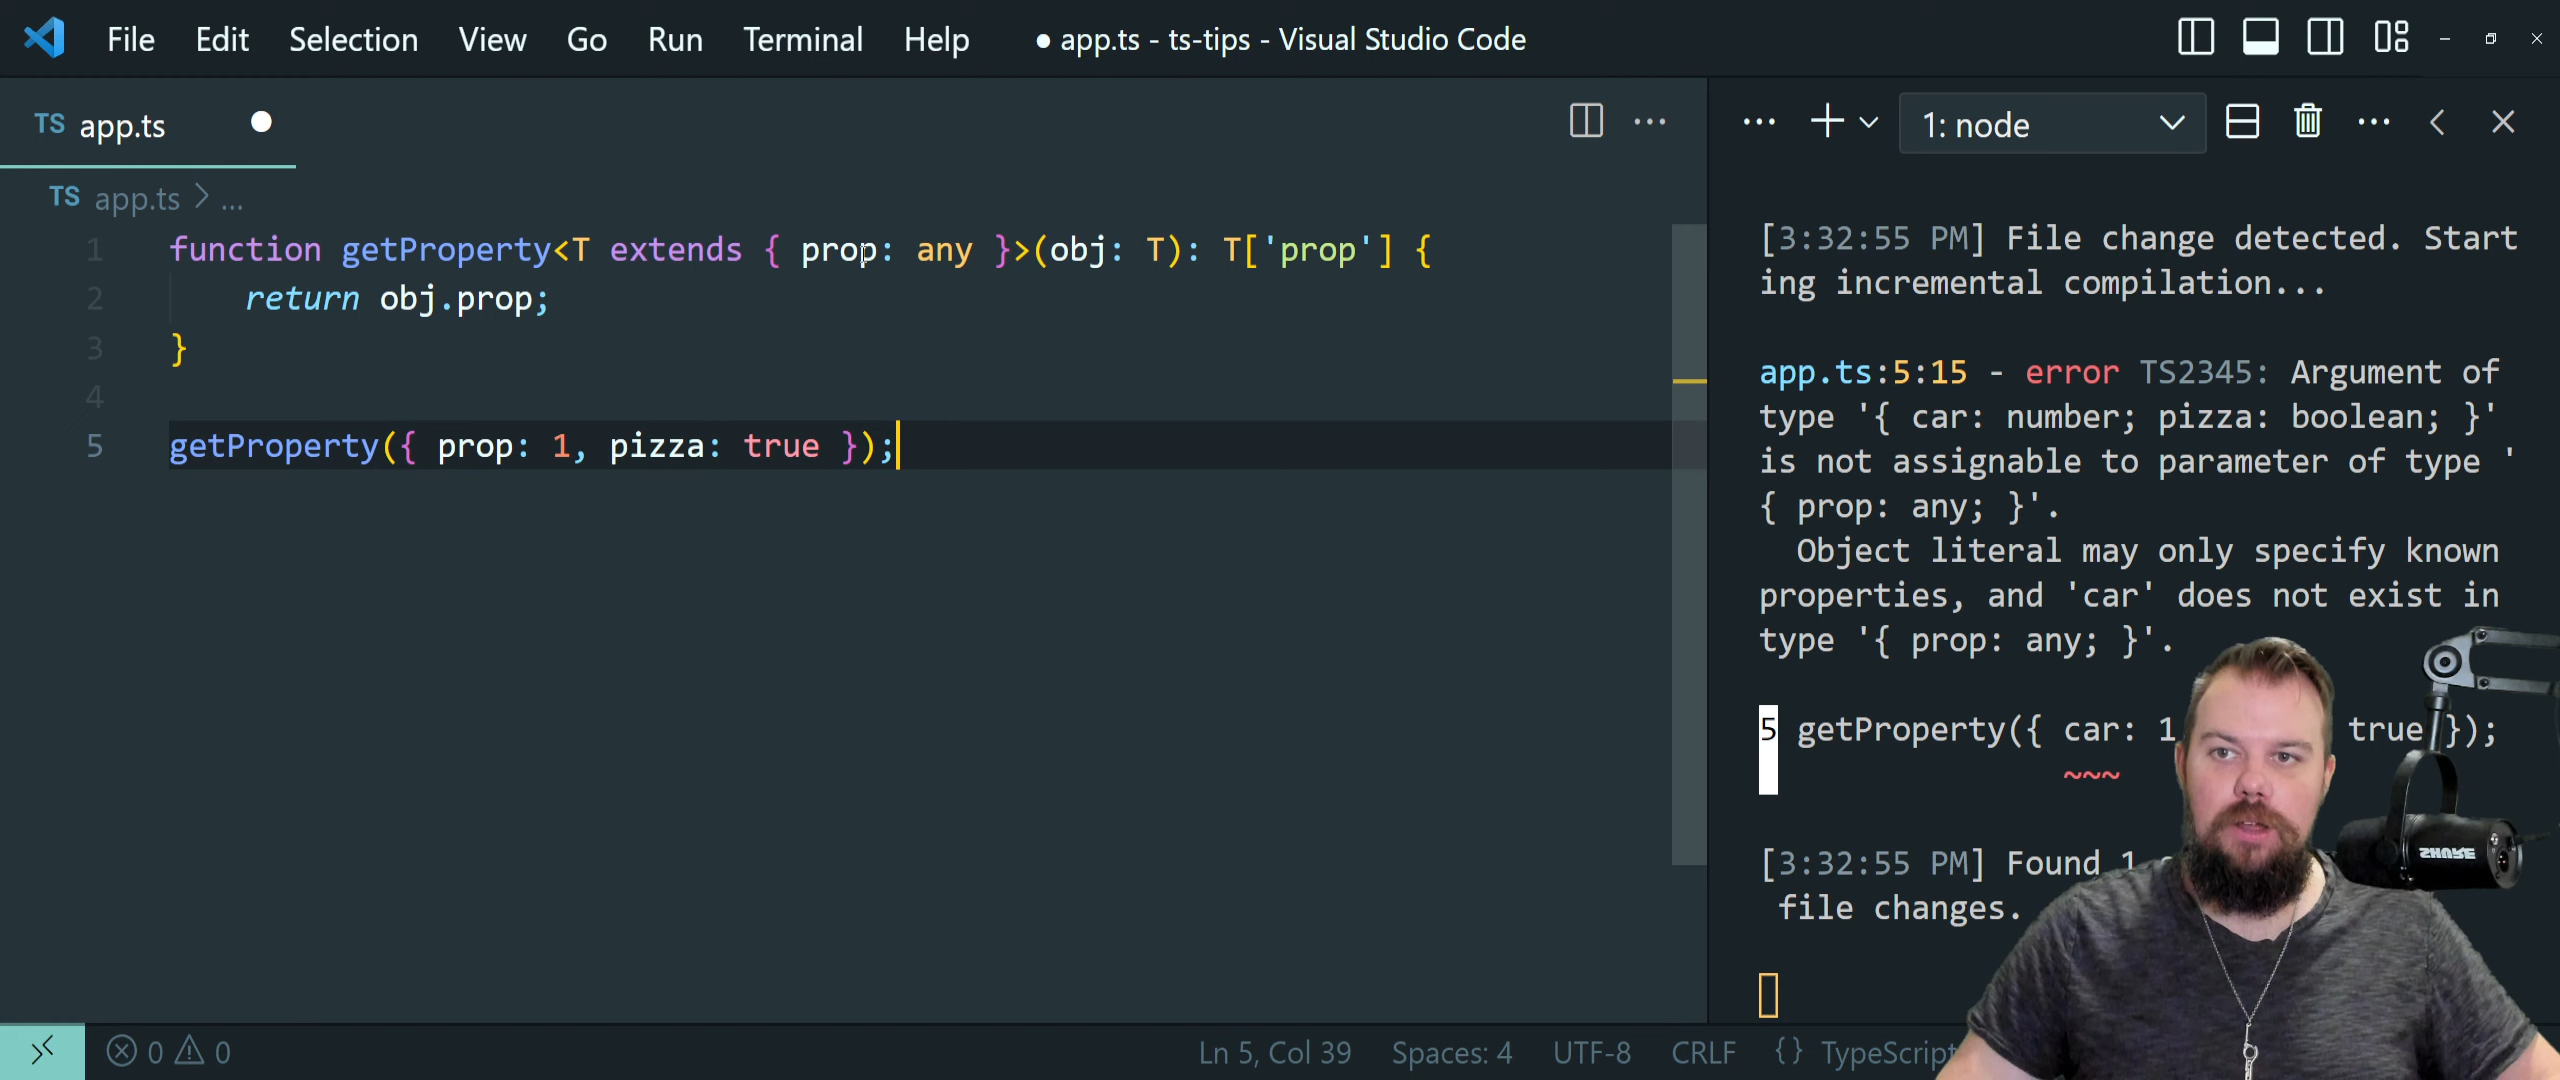 File Edit Selection View Go Run Terminal Help ● app.ts - ts-tips - Visual Studio Code
TS app.ts
TS app.ts > ...
1 function getProperty<T extends { prop: any }>(obj: T): T['prop'] {
2 return obj.prop;
3 }
4
5 getProperty({ prop: 1, pizza: true });
1: node
[3:32:55 PM] File change detected. Start
ing incremental compilation...
app.ts:5:15 - error TS2345: Argument of
type '{ car: number; pizza: boolean; }'
is not assignable to parameter of type '
{ prop: any; }'.
Object literal may only specify known
properties, and 'car' does not exist in
type '{ prop: any; }'.
5 getProperty({ car: 1 true });
~~~
[3:32:55 PM] Found 1
file changes.
SHURE
0 0
Ln 5, Col 39 Spaces: 4 UTF-8 CRLF {} TypeScript